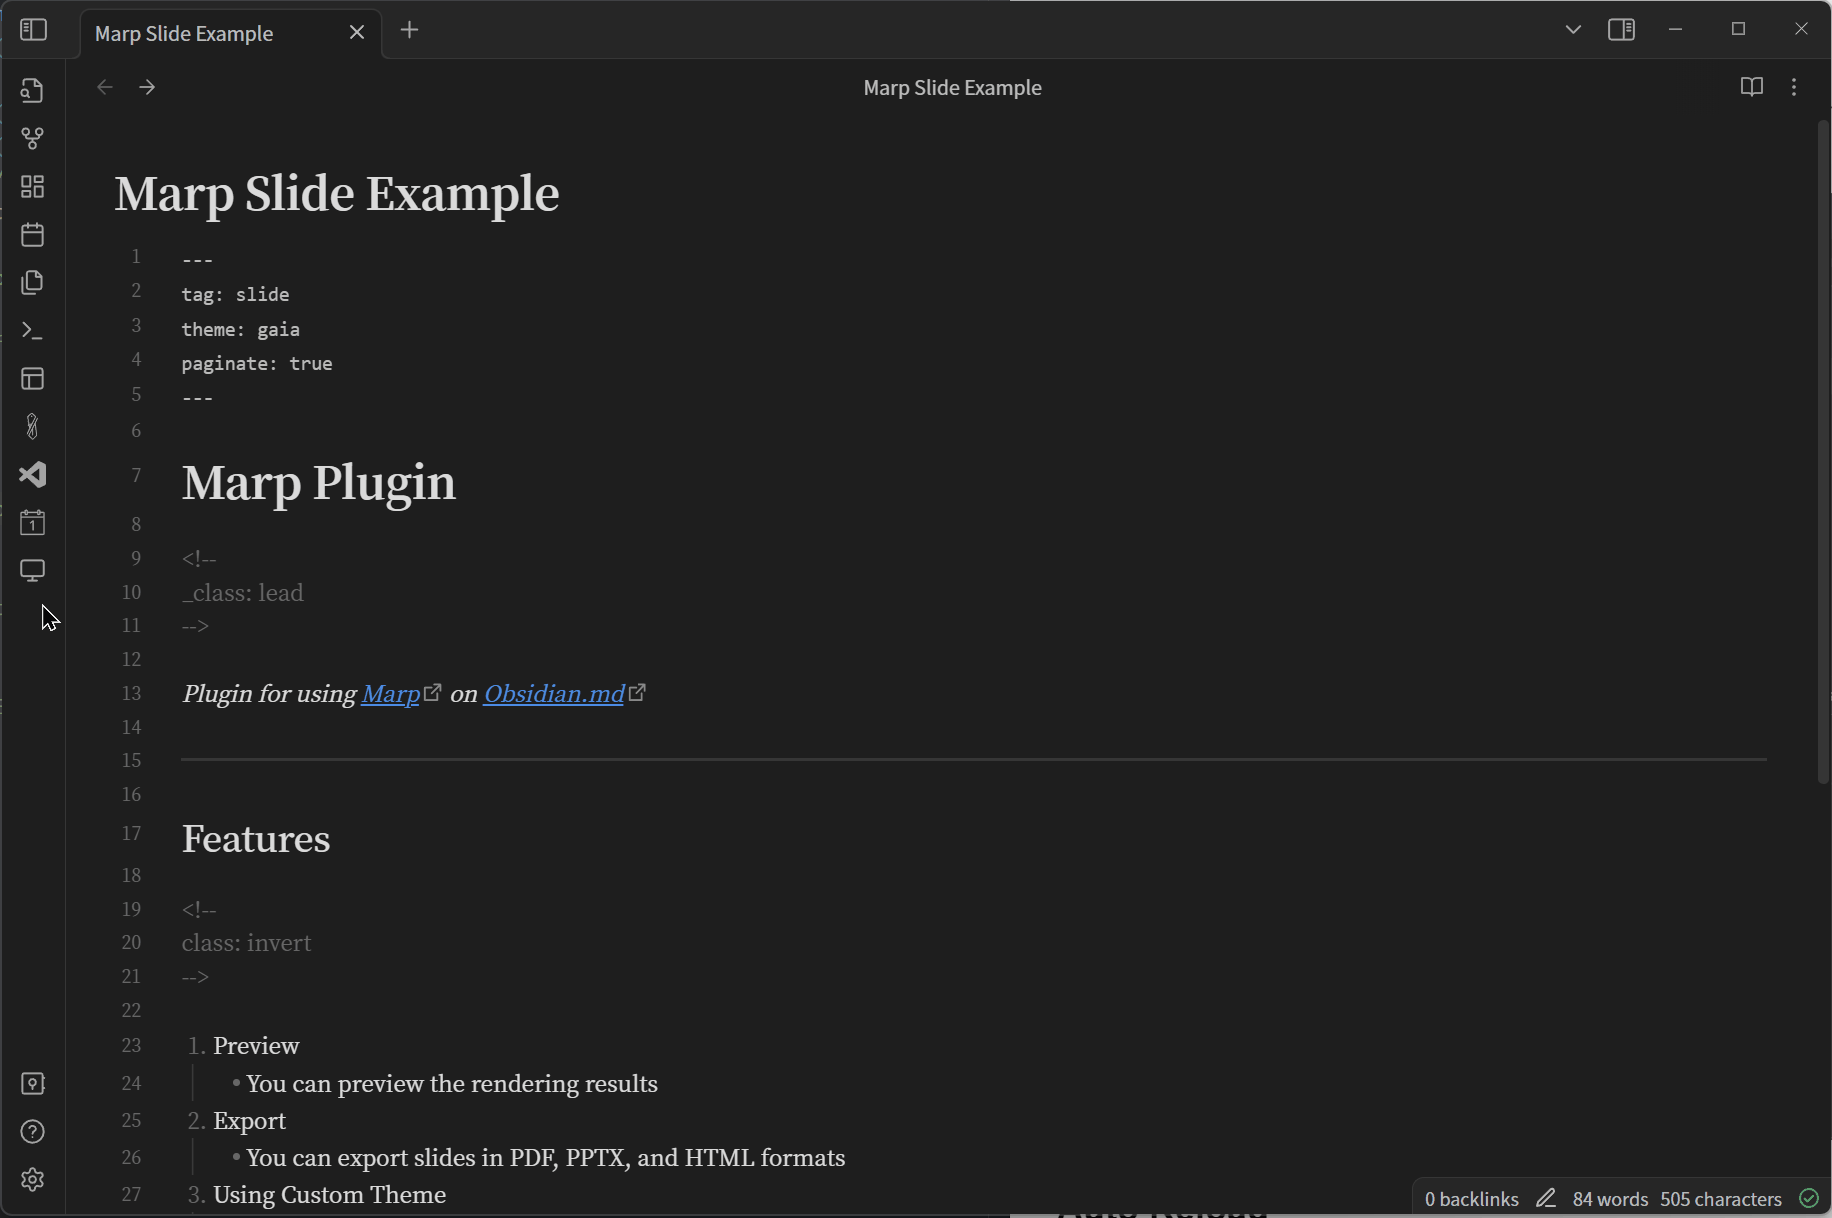 Marp Slide Example
Marp Slide Example
Marp Slide Example
1 ---
2 tag: slide
3 theme: gaia
4 paginate: true
5 ---
6
7 Marp Plugin
8
9 <!--
10 _class: lead
11 -->
12
13 Plugin for using Marp on Obsidian.md
14
15
16
17 Features
18
19 <!--
20 class: invert
21 -->
22
23 1. Preview
24 • You can preview the rendering results
25 2. Export
26 • You can export slides in PDF, PPTX, and HTML formats
27 3. Using Custom Theme
0 backlinks 84 words 505 characters